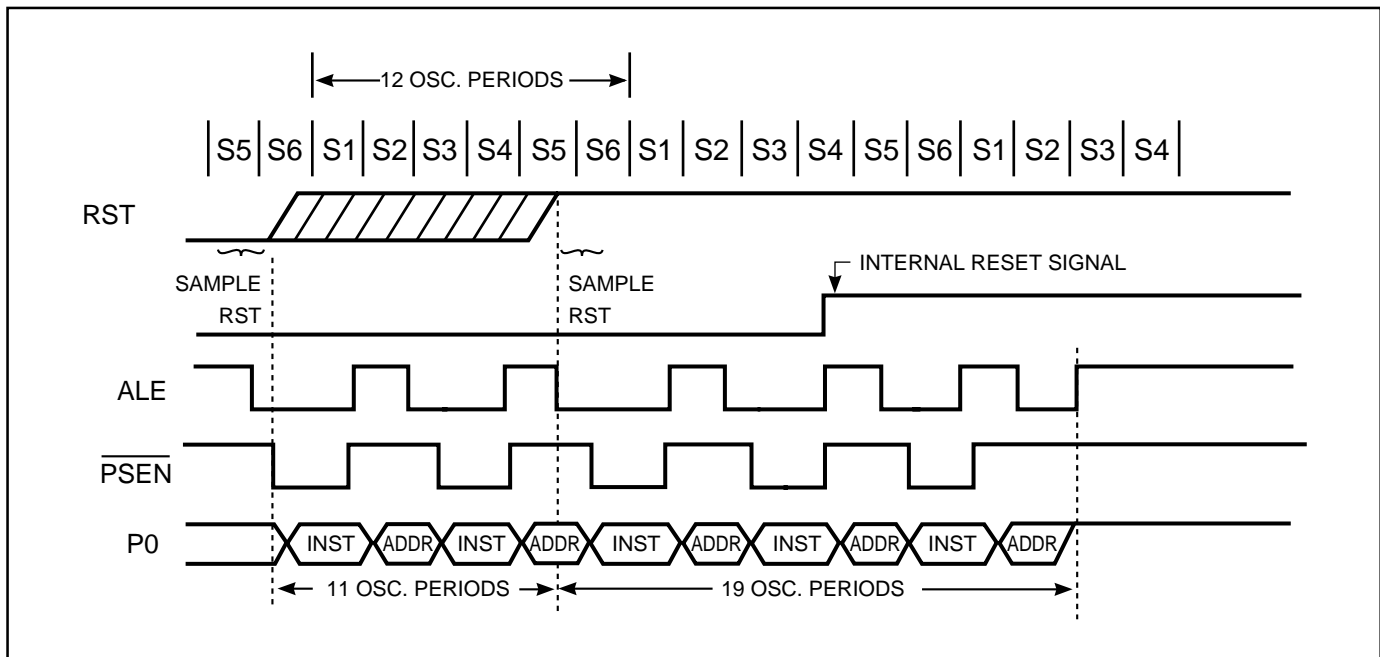 12 OSC. PERIODS
S5 S6 S1 S2 S3 S4 S5 S6 S1 S2 S3 S4 S5 S6 S1 S2 S3 S4
RST
SAMPLE
RST
SAMPLE
RST
INTERNAL RESET SIGNAL
ALE
PSEN
P0
INST ADDR INST ADDR INST ADDR INST ADDR INST ADDR
11 OSC. PERIODS
19 OSC. PERIODS